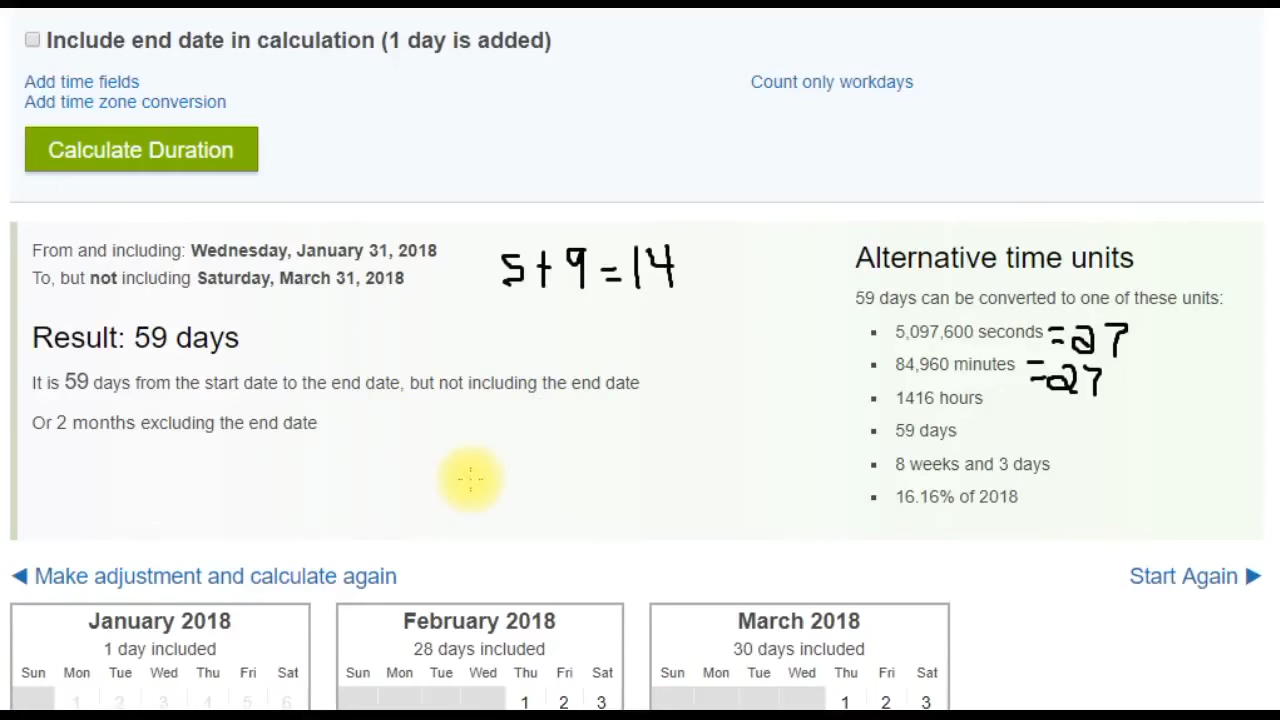 Include end date in calculation (1 day is added)
Add time fields
Count only workdays
Add time zone conversion
Calculate Duration
From and including: Wednesday, January 31, 2018
To, but not including Saturday, March 31, 2018
5+9=14
Result: 59 days
It is 59 days from the start date to the end date, but not including the end date
Or 2 months excluding the end date
Alternative time units
59 days can be converted to one of these units:
5,097,600 seconds =27
84,960 minutes =27
1416 hours
59 days
8 weeks and 3 days
16.16% of 2018
◀ Make adjustment and calculate again
Start Again ▶
January 2018
1 day included
Sun Mon Tue Wed Thu Fri Sat
1 2 3 4 5 6
February 2018
28 days included
Sun Mon Tue Wed Thu Fri Sat
1 2 3
March 2018
30 days included
Sun Mon Tue Wed Thu Fri Sat
1 2 3